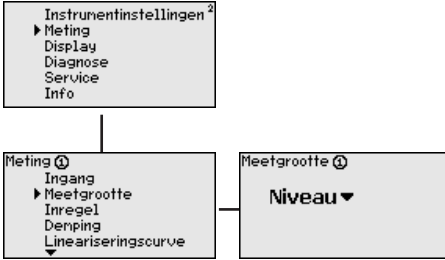 Instrumentinstellingen 2
Meting
Display
Diagnose
Service
Info
Meting ①
Ingang
Meetgrootte
Inregel
Demping
Lineariseringscurve
Meetgrootte ①
Niveau